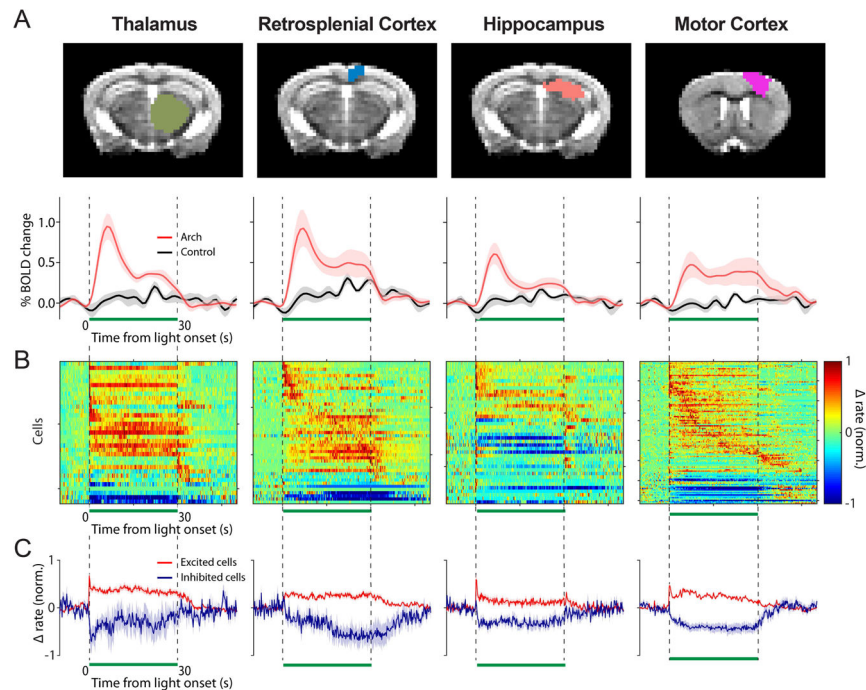 A
Thalamus
Retrosplenial Cortex
Hippocampus
Motor Cortex
% BOLD change
1.0
0.5
0.0
Arch
Control
0
30
Time from light onset (s)
B
Cells
1
0
-1
Δ rate (norm.)
0
30
Time from light onset (s)
C
Δ rate (norm.)
1
0
-1
Excited cells
Inhibited cells
0
30
Time from light onset (s)